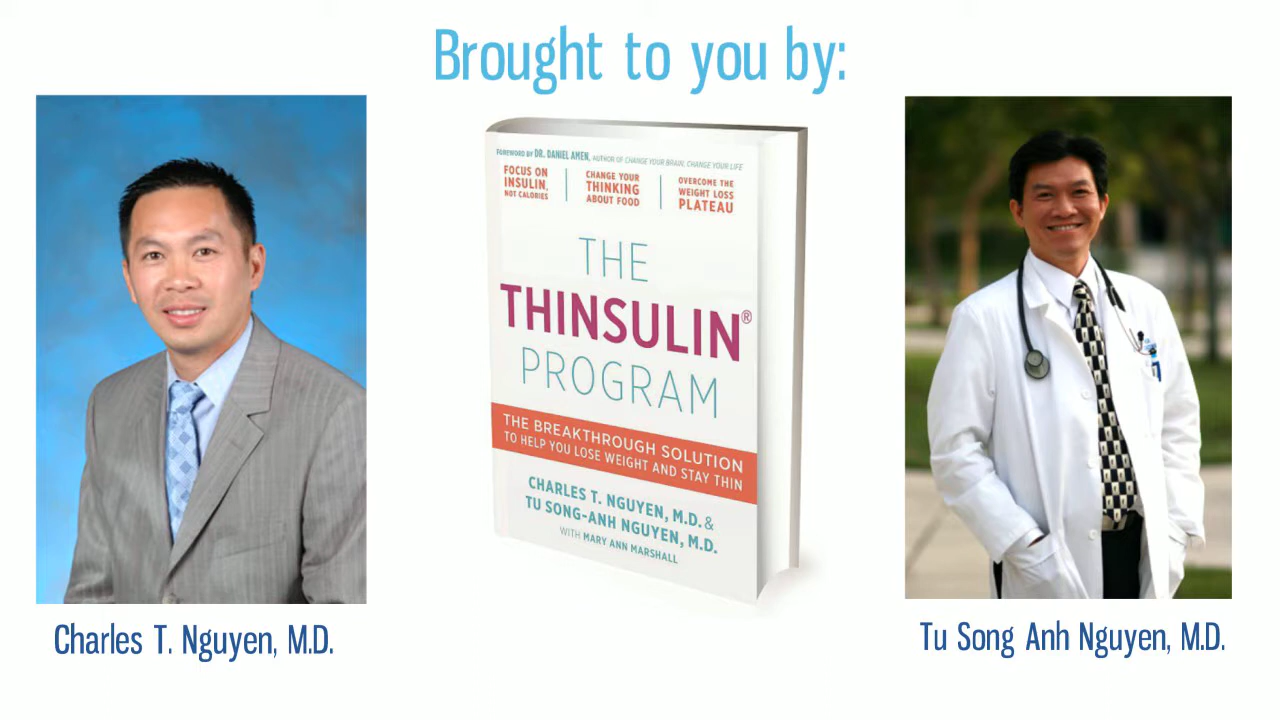 Brought to you by:
FOREWORD BY DR. DANIEL AMEN, AUTHOR OF CHANGE YOUR BRAIN, CHANGE YOUR LIFE
FOCUS ON
INSULIN,
NOT CALORIES
CHANGE YOUR
THINKING
ABOUT FOOD
OVERCOME THE
WEIGHT LOSS
PLATEAU
THE
THINSULIN®
PROGRAM
THE BREAKTHROUGH SOLUTION
TO HELP YOU LOSE WEIGHT AND STAY THIN
CHARLES T. NGUYEN, M.D. &
TU SONG-ANH NGUYEN, M.D.
WITH MARY ANN MARSHALL
Charles T. Nguyen, M.D.
Tu Song Anh Nguyen, M.D.